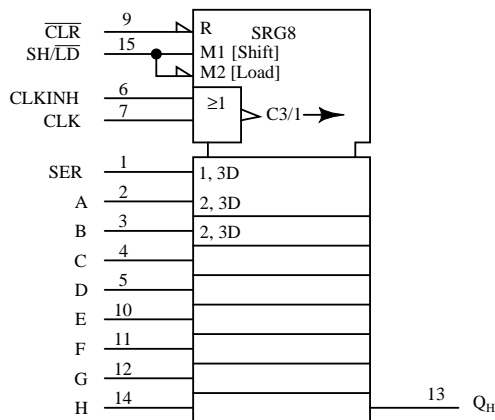 CLR 9 R SRG8
SH/LD 15 M1 [Shift]
M2 [Load]
CLKINH 6 ≥1
CLK 7 C3/1
SER 1 1, 3D
A 2 2, 3D
B 3 2, 3D
C 4
D 5
E 10
F 11
G 12
H 14 13 QH